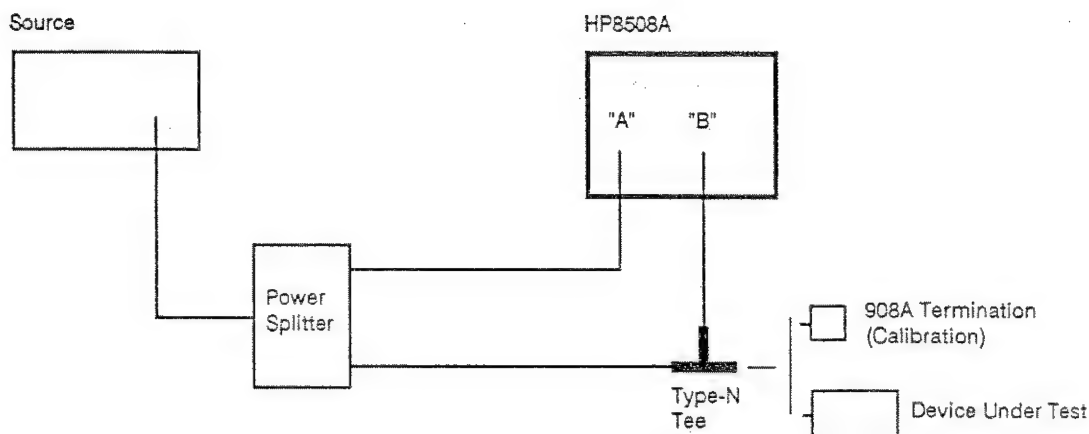 Source
HP8508A
"A" "B"
Power
Splitter
908A Termination
(Calibration)
Type-N
Tee
Device Under Test